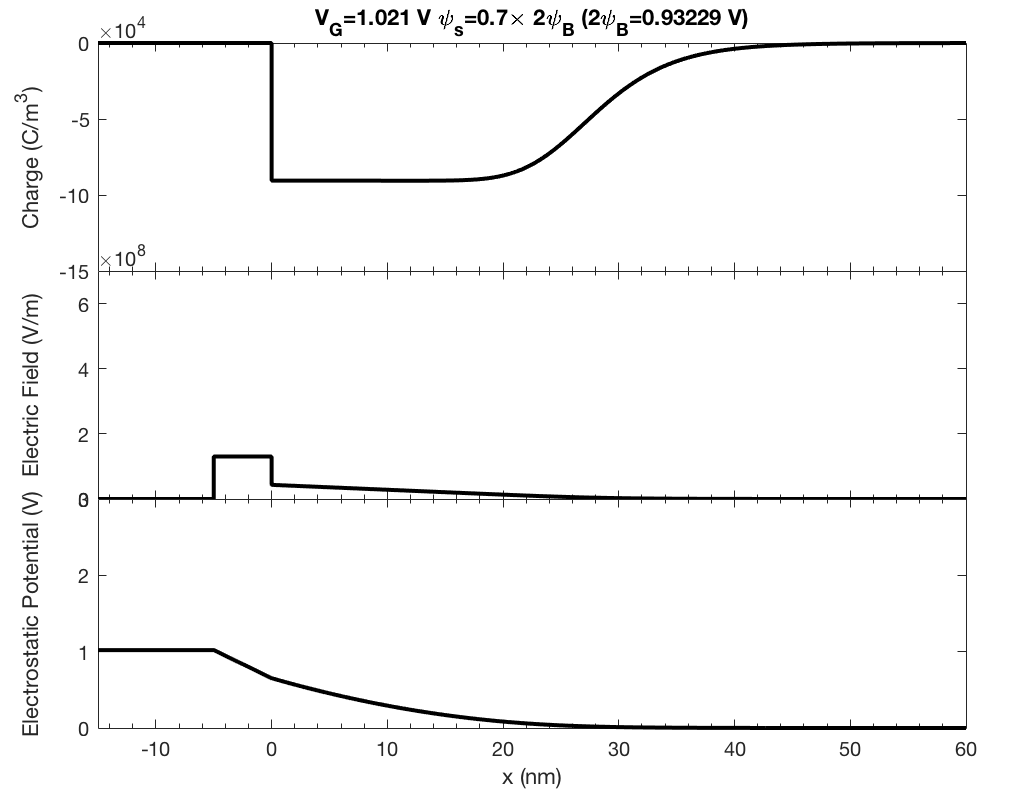 V_G=1.021 V ψ_s=0.7× 2ψ_B (2ψ_B=0.93229 V)
×10^4
0
-5
-10
-15
Charge (C/m^3)
×10^8
6
4
2
0
Electric Field (V/m)
3
2
1
0
Electrostatic Potential (V)
-10 0 10 20 30 40 50 60
x (nm)